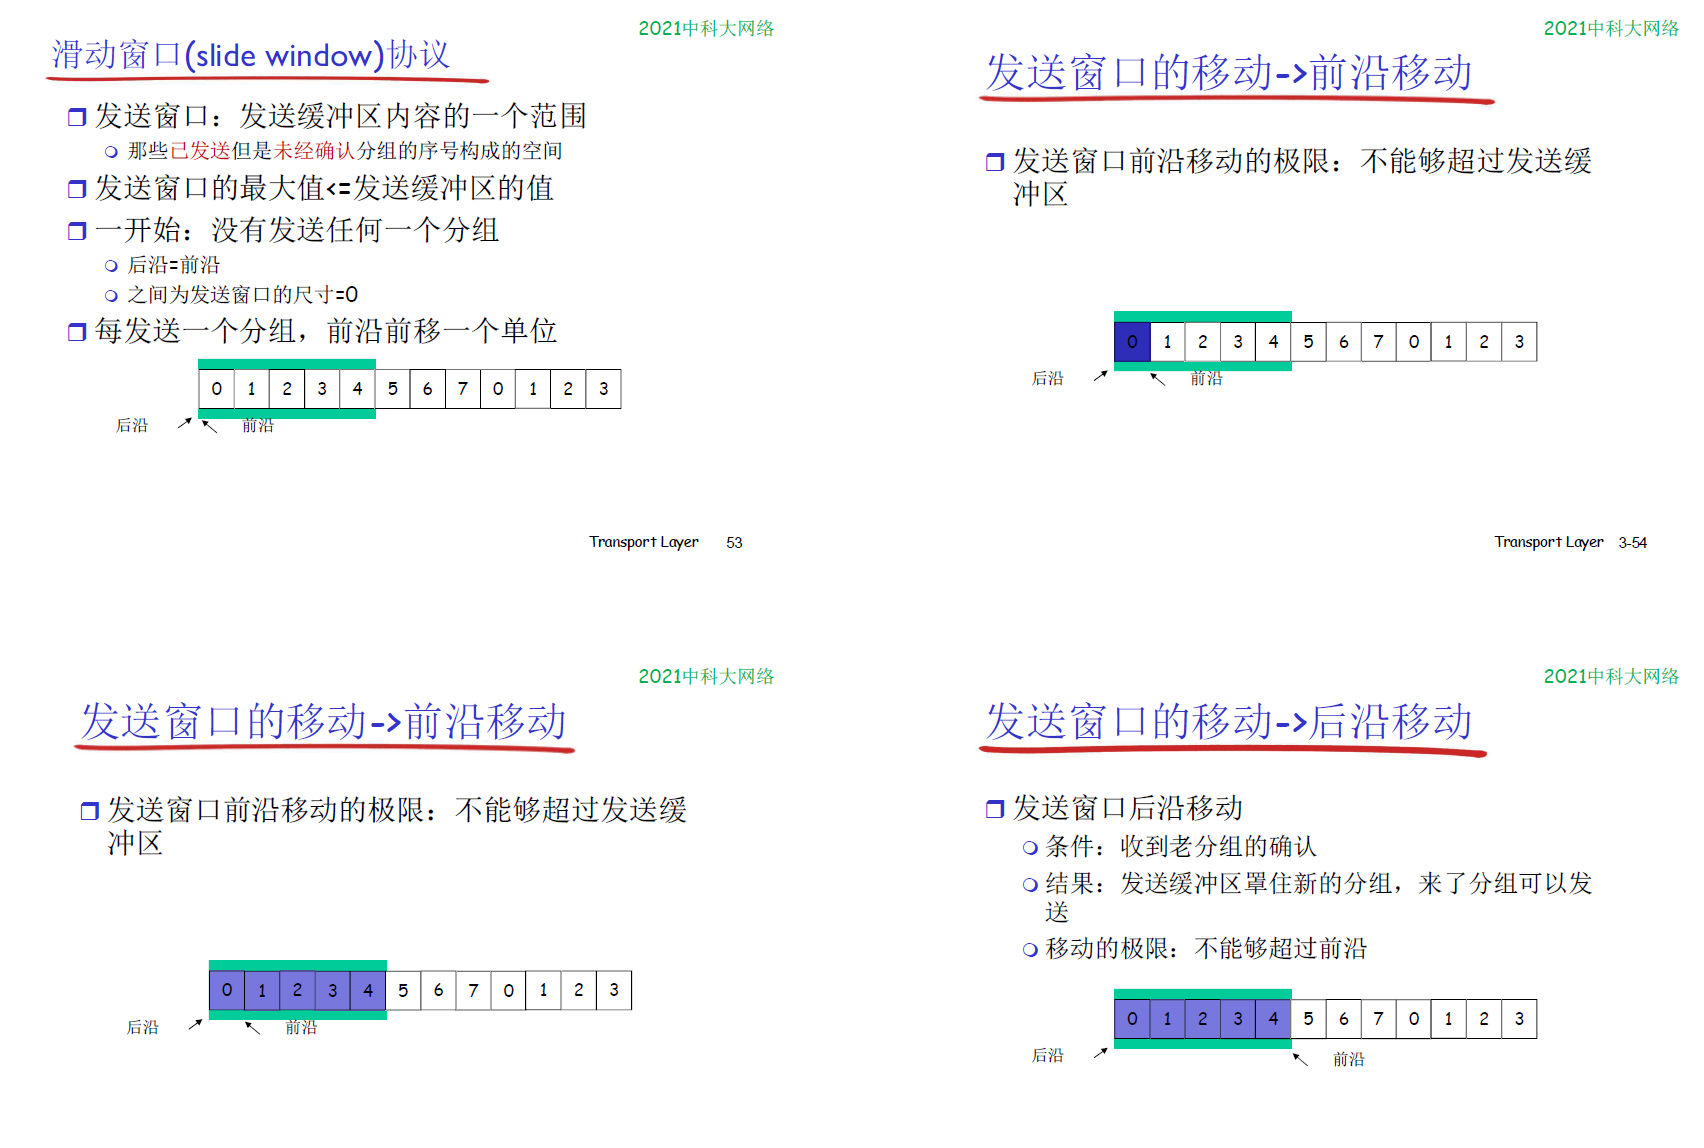 2021中科大网络
滑动窗口(slide window)协议
发送窗口：发送缓冲区内容的一个范围
那些已发送但是未经确认分组的序号构成的空间
发送窗口的最大值<=发送缓冲区的值
一开始：没有发送任何一个分组
后沿=前沿
之间为发送窗口的尺寸=0
每发送一个分组，前沿前移一个单位
0 1 2 3 4 5 6 7 0 1 2 3
后沿 前沿
Transport Layer 53
2021中科大网络
发送窗口的移动->前沿移动
发送窗口前沿移动的极限：不能够超过发送缓
冲区
0 1 2 3 4 5 6 7 0 1 2 3
后沿 前沿
Transport Layer 3-54
2021中科大网络
发送窗口的移动->前沿移动
发送窗口前沿移动的极限：不能够超过发送缓
冲区
0 1 2 3 4 5 6 7 0 1 2 3
后沿 前沿
2021中科大网络
发送窗口的移动->后沿移动
发送窗口后沿移动
条件：收到老分组的确认
结果：发送缓冲区罩住新的分组，来了分组可以发
送
移动的极限：不能够超过前沿
0 1 2 3 4 5 6 7 0 1 2 3
后沿 前沿